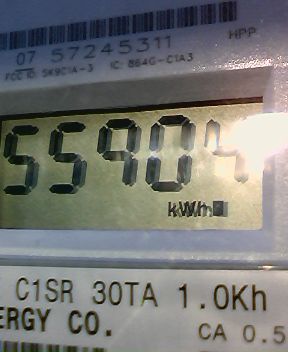 07 57245311
HPP
FCC ID: SK9C1A-3 IC: 864G-C1A3
55904
kWh
C1SR 30TA 1.0Kh
ERGY CO. CA 0.5